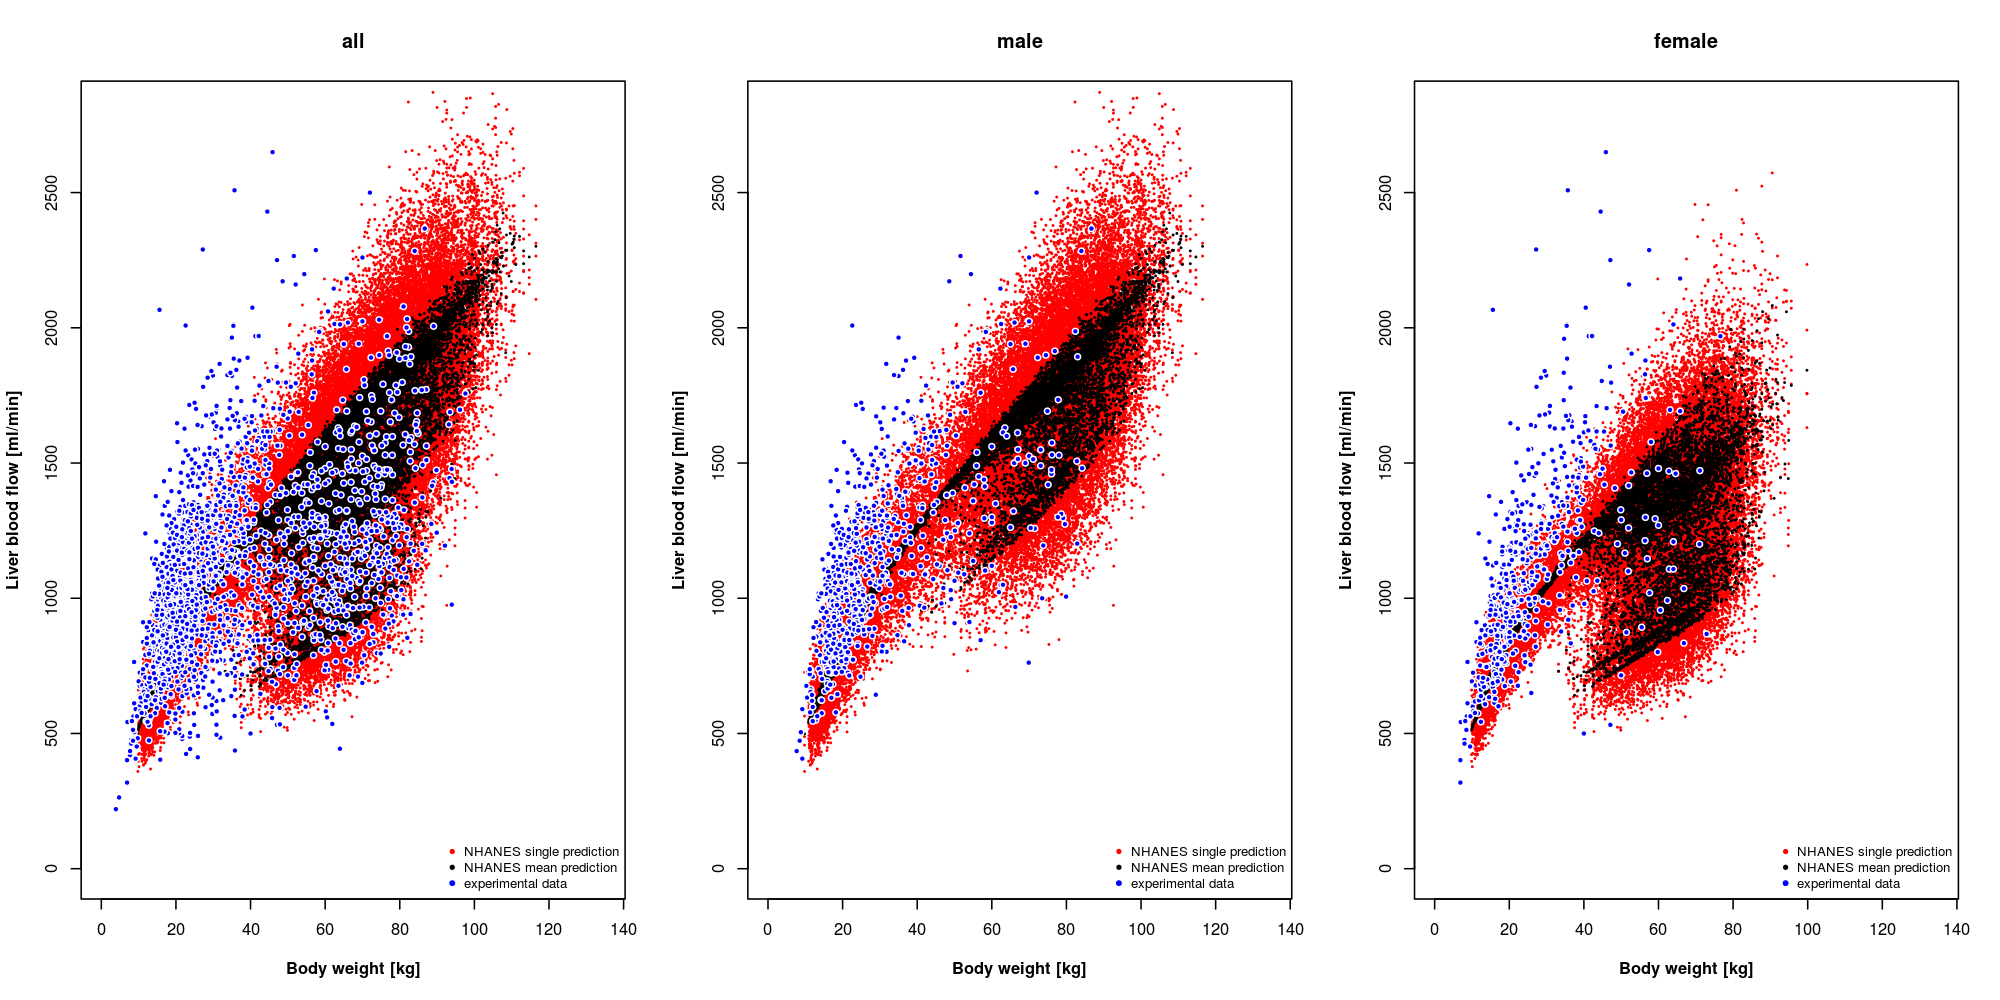 all
Liver blood flow [ml/min]
2500
2000
1500
1000
500
0
NHANES single prediction
NHANES mean prediction
experimental data
0 20 40 60 80 100 120 140
Body weight [kg]
male
Liver blood flow [ml/min]
2500
2000
1500
1000
500
0
NHANES single prediction
NHANES mean prediction
experimental data
0 20 40 60 80 100 120 140
Body weight [kg]
female
Liver blood flow [ml/min]
2500
2000
1500
1000
500
0
NHANES single prediction
NHANES mean prediction
experimental data
0 20 40 60 80 100 120 140
Body weight [kg]